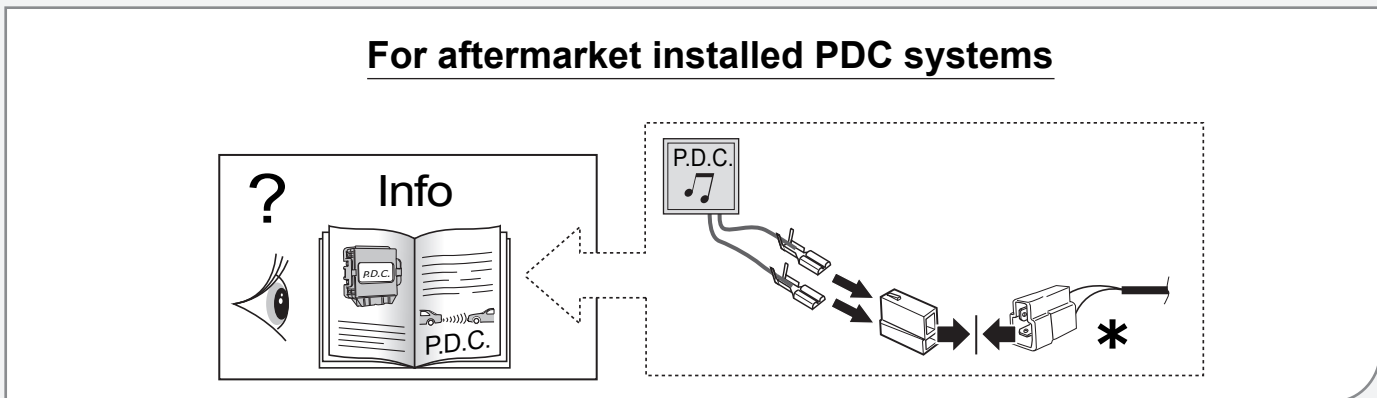 For aftermarket installed PDC systems
P.D.C.
? Info
P.D.C.
P.D.C.
*